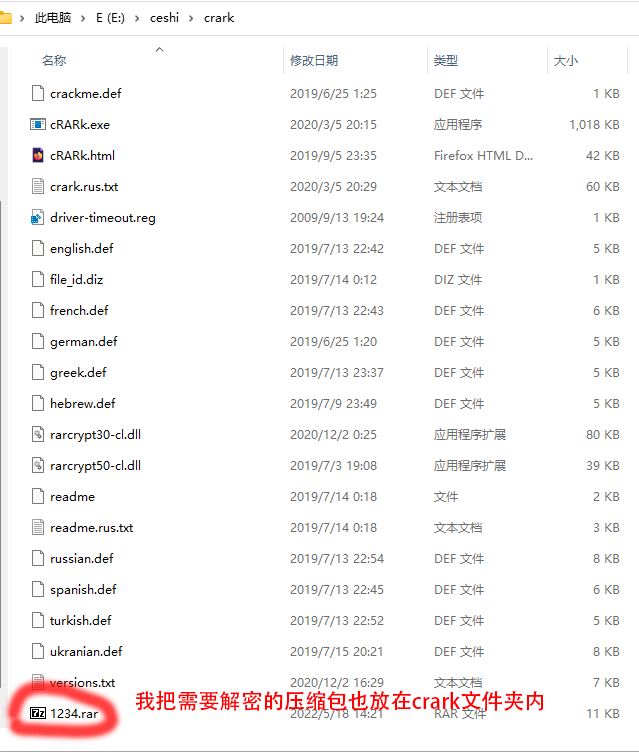 此电脑 > E (E:) > ceshi > crark
名称 修改日期 类型 大小
crackme.def 2019/6/25 1:25 DEF 文件 1 KB
cRARk.exe 2020/3/5 20:15 应用程序 1,018 KB
cRARk.html 2019/9/5 23:35 Firefox HTML D... 42 KB
crark.rus.txt 2020/3/5 20:29 文本文档 60 KB
driver-timeout.reg 2009/9/13 19:24 注册表项 1 KB
english.def 2019/7/13 22:42 DEF 文件 5 KB
file_id.diz 2019/7/14 0:12 DIZ 文件 1 KB
french.def 2019/7/13 22:43 DEF 文件 6 KB
german.def 2019/6/25 1:20 DEF 文件 5 KB
greek.def 2019/7/13 23:37 DEF 文件 5 KB
hebrew.def 2019/7/9 23:49 DEF 文件 5 KB
rarcrypt30-cl.dll 2020/12/2 0:25 应用程序扩展 80 KB
rarcrypt50-cl.dll 2019/7/3 19:08 应用程序扩展 39 KB
readme 2019/7/14 0:18 文件 2 KB
readme.rus.txt 2019/7/14 0:18 文本文档 3 KB
russian.def 2019/7/13 22:54 DEF 文件 8 KB
spanish.def 2019/7/13 22:45 DEF 文件 6 KB
turkish.def 2019/7/13 22:52 DEF 文件 5 KB
ukranian.def 2019/7/15 20:21 DEF 文件 8 KB
versions.txt 2020/12/2 16:29 文本文档 7 KB
我把需要解密的压缩包也放在crark文件夹内
7z 1234.rar 2022/5/18 14:21 RAR 文件 11 KB